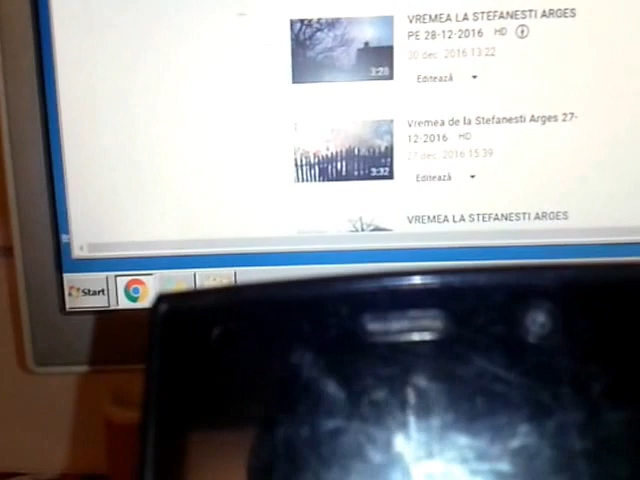 VREMEA LA STEFANESTI ARGES
PE 28-12-2016 HD
30 dec. 2016 13:22
3:28
Editează
Vremea de la Stefanesti Arges 27-
12-2016 HD
27 dec. 2016 15:39
3:32
Editează
VREMEA LA STEFANESTI ARGES
Start